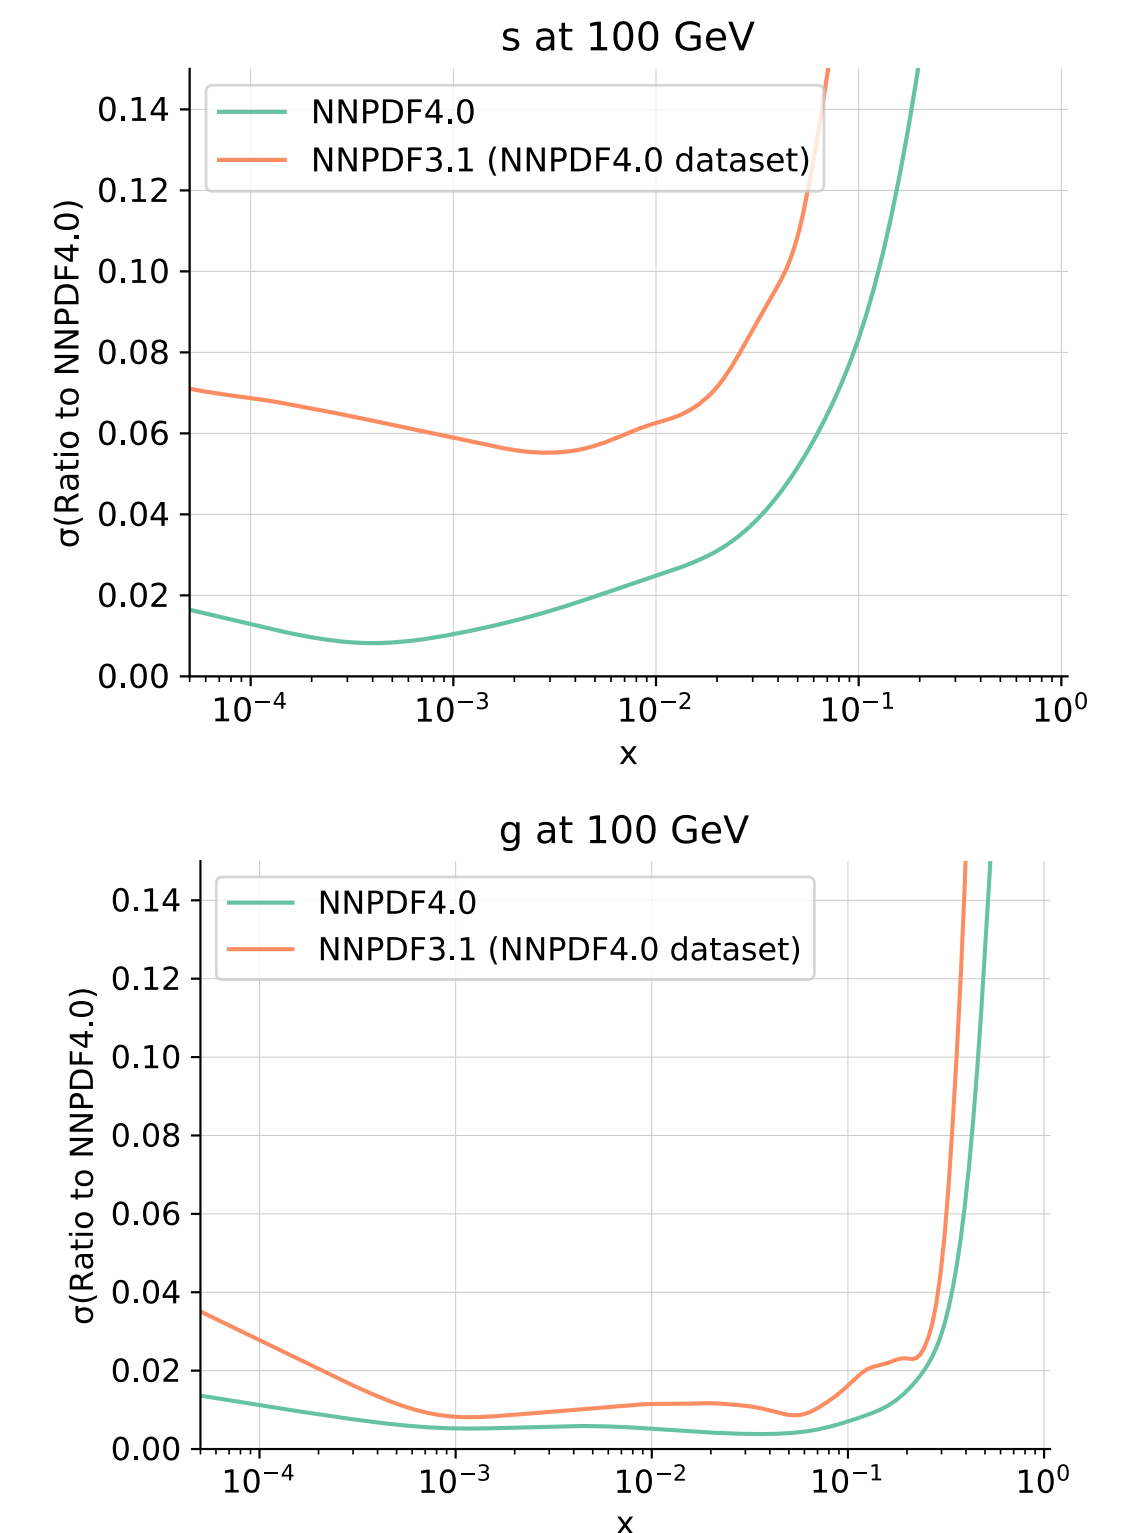 s at 100 GeV
NNPDF4.0
NNPDF3.1 (NNPDF4.0 dataset)
σ(Ratio to NNPDF4.0)
0.14
0.12
0.10
0.08
0.06
0.04
0.02
0.00
10⁻⁴ 10⁻³ 10⁻² 10⁻¹ 10⁰
x
g at 100 GeV
NNPDF4.0
NNPDF3.1 (NNPDF4.0 dataset)
σ(Ratio to NNPDF4.0)
0.14
0.12
0.10
0.08
0.06
0.04
0.02
0.00
10⁻⁴ 10⁻³ 10⁻² 10⁻¹ 10⁰
x